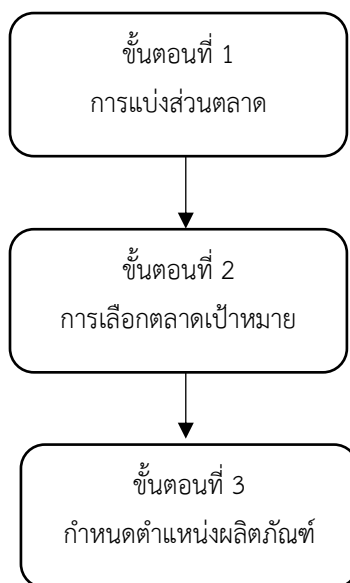 ขั้นตอนที่ 1
การแบ่งส่วนตลาด
ขั้นตอนที่ 2
การเลือกตลาดเป้าหมาย
ขั้นตอนที่ 3
กำหนดตำแหน่งผลิตภัณฑ์